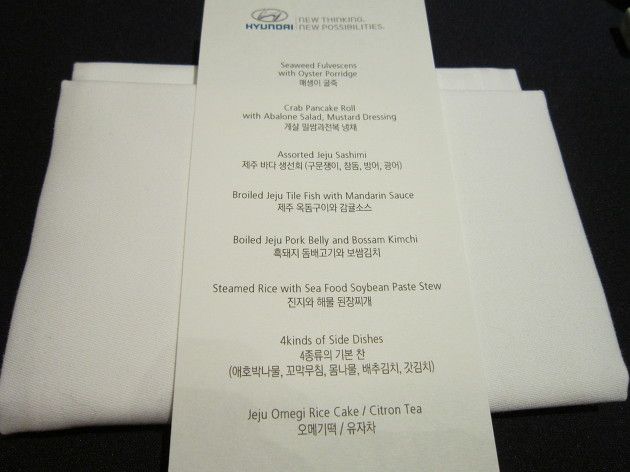 HYUNDAI
NEW THINKING.
NEW POSSIBILITIES.
Seaweed Fulvescens
with Oyster Porridge
매생이 굴죽
Crab Pancake Roll
with Abalone Salad, Mustard Dressing
게살 밀쌈과전복 냉채
Assorted Jeju Sashimi
제주 바다 생선회 (구문쟁이, 참돔, 방어, 광어)
Broiled Jeju Tile Fish with Mandarin Sauce
제주 옥돔구이와 감귤소스
Boiled Jeju Pork Belly and Bossam Kimchi
흑돼지 돔배고기와 보쌈김치
Steamed Rice with Sea Food Soybean Paste Stew
진지와 해물 된장찌개
4kinds of Side Dishes
4종류의 기본 찬
(애호박나물, 꼬막무침, 몸나물, 배추김치, 갓김치)
Jeju Omegi Rice Cake / Citron Tea
오메기떡 / 유자차